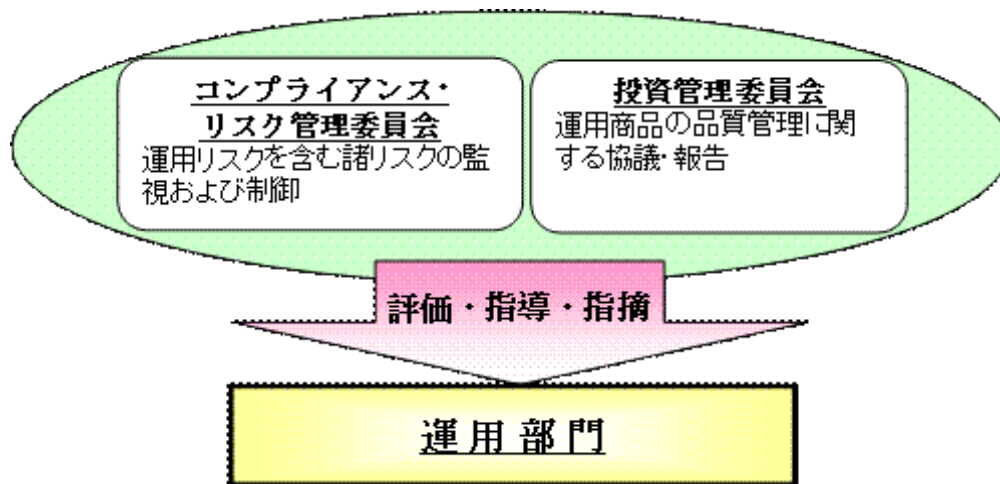 コンプライアンス・
リスク管理委員会
運用リスクを含む諸リスクの監
視および制御
投資管理委員会
運用商品の品質管理に関
する協議・報告
評価・指導・指摘
運用部門